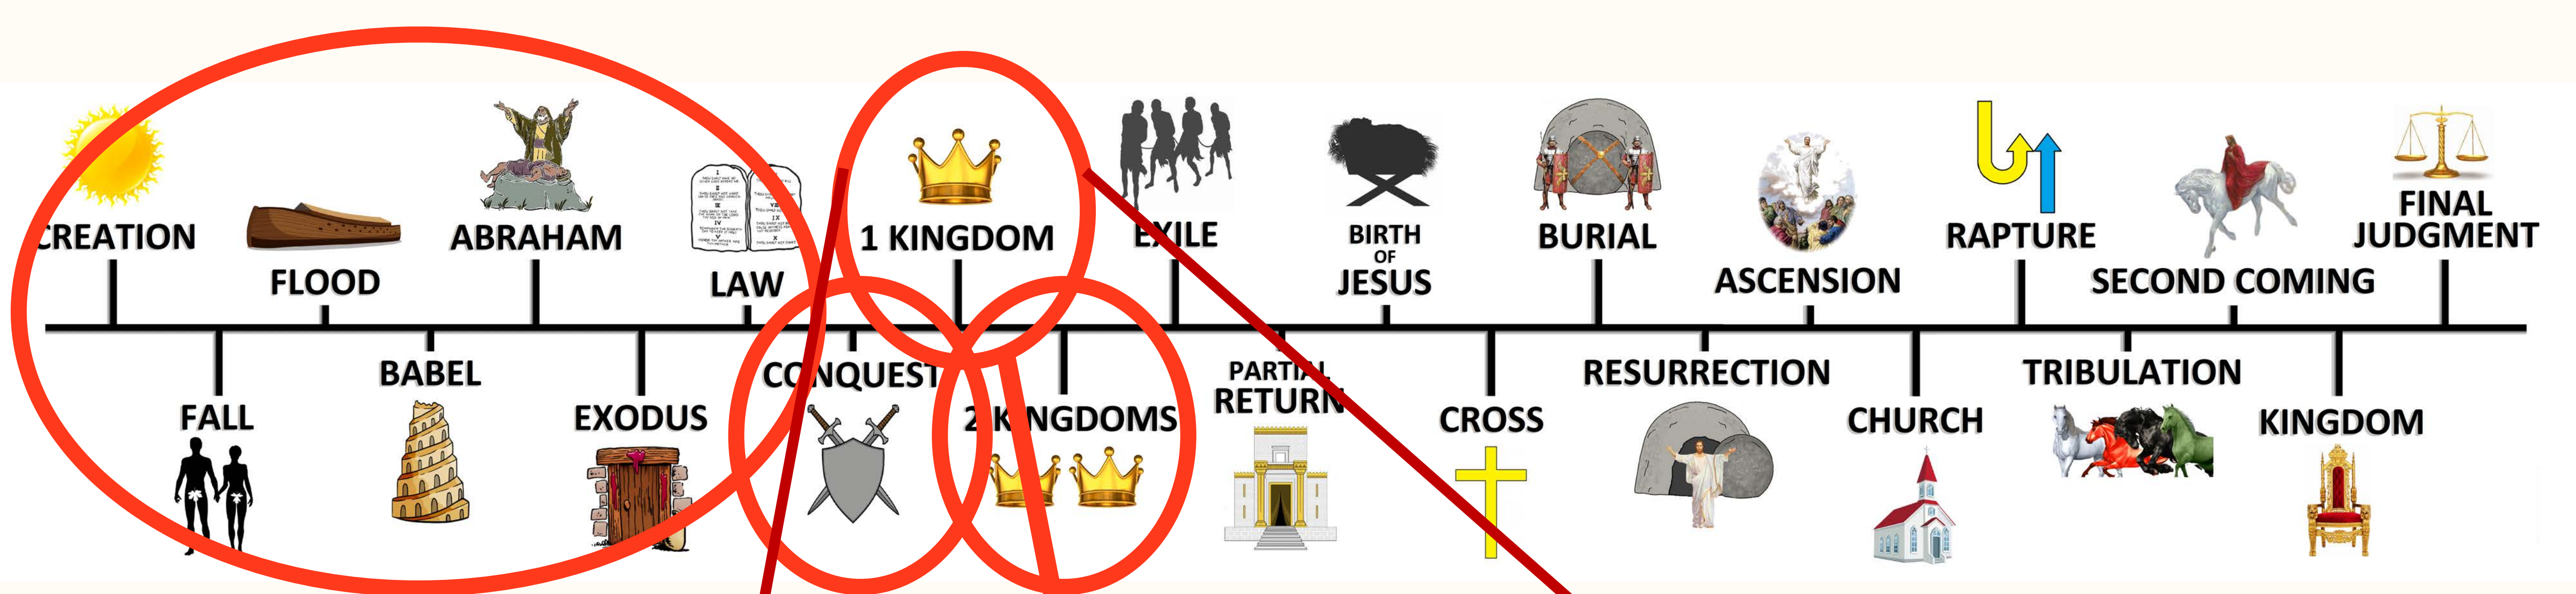 CREATION
FALL
FLOOD
BABEL
ABRAHAM
EXODUS
LAW
CONQUEST
1 KINGDOM
2 KINGDOMS
EXILE
PARTIAL
RETURN
BIRTH
OF
JESUS
CROSS
BURIAL
RESURRECTION
ASCENSION
CHURCH
RAPTURE
TRIBULATION
SECOND COMING
KINGDOM
FINAL
JUDGMENT